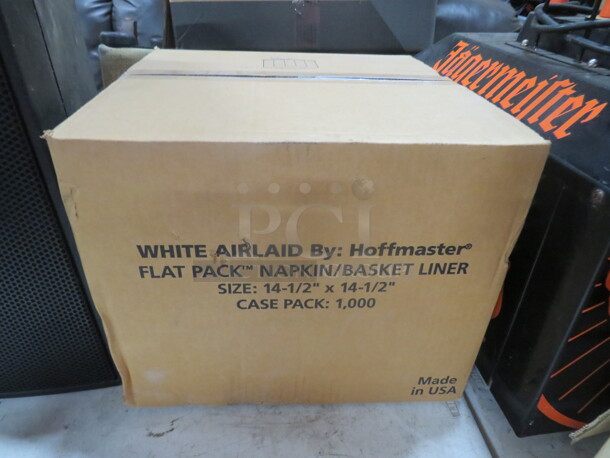 Jägermeister
PCI
WHITE AIRLAID By: Hoffmaster®
FLAT PACK™ NAPKIN/BASKET LINER
SIZE: 14-1/2" x 14-1/2"
CASE PACK: 1,000
Made
in USA